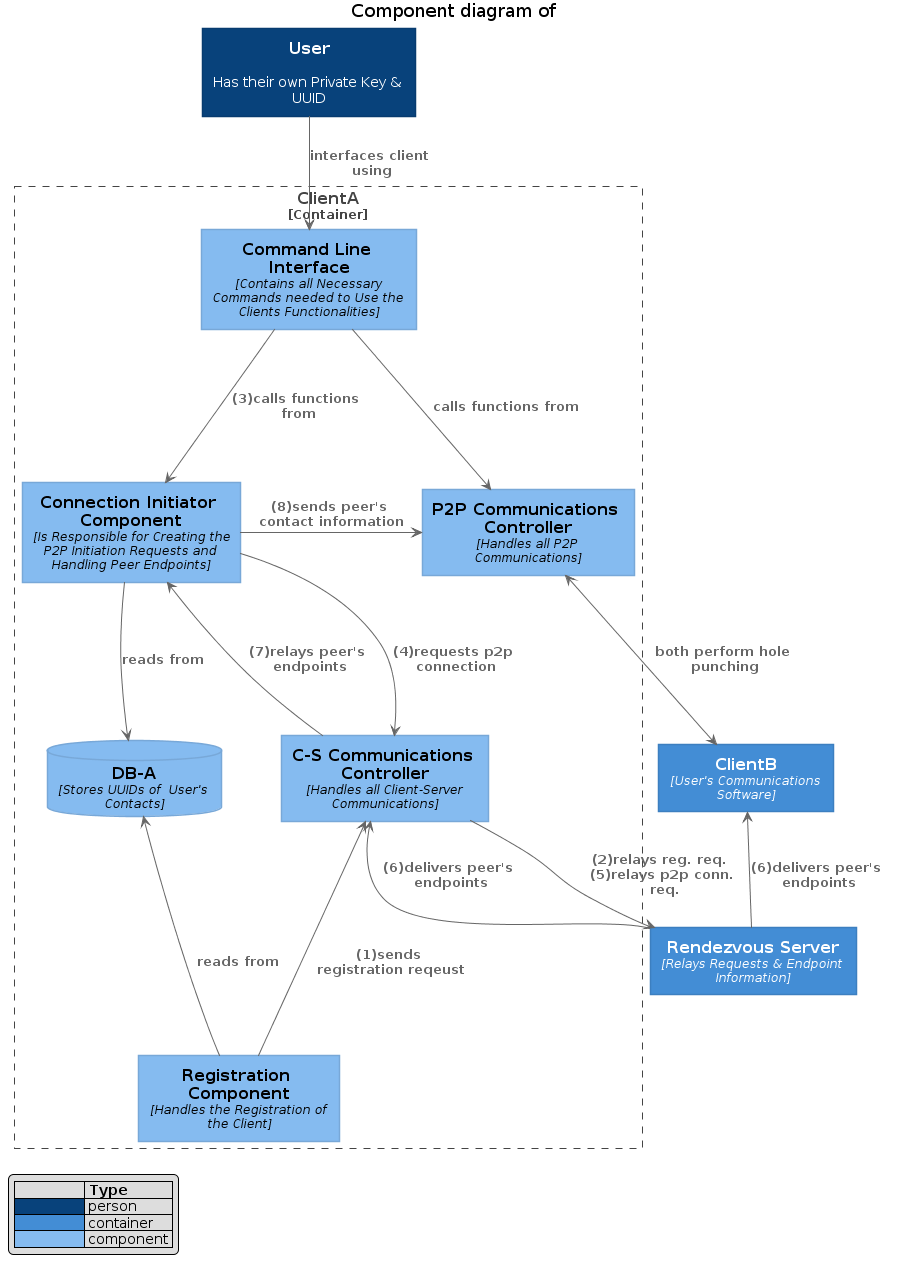 Component diagram of
User
Has their own Private Key &
UUID
interfaces client
using
ClientA
[Container]
Command Line
Interface
[Contains all Necessary
Commands needed to Use the
Clients Functionalities]
(3)calls functions
from
calls functions from
Connection Initiator
Component
[Is Responsible for Creating the
P2P Initiation Requests and
Handling Peer Endpoints]
(8)sends peer's
contact information
P2P Communications
Controller
[Handles all P2P
Communications]
reads from
(7)relays peer's
endpoints
(4)requests p2p
connection
both perform hole
punching
DB-A
[Stores UUIDs of  User's
Contacts]
C-S Communications
Controller
[Handles all Client-Server
Communications]
ClientB
[User's Communications
Software]
(6)delivers peer's
endpoints
(2)relays reg. req.
(5)relays p2p conn.
req.
(6)delivers peer's
endpoints
reads from
(1)sends
registration reqeust
Rendezvous Server
[Relays Requests & Endpoint
Information]
Registration
Component
[Handles the Registration of
the Client]
Type
person
container
component